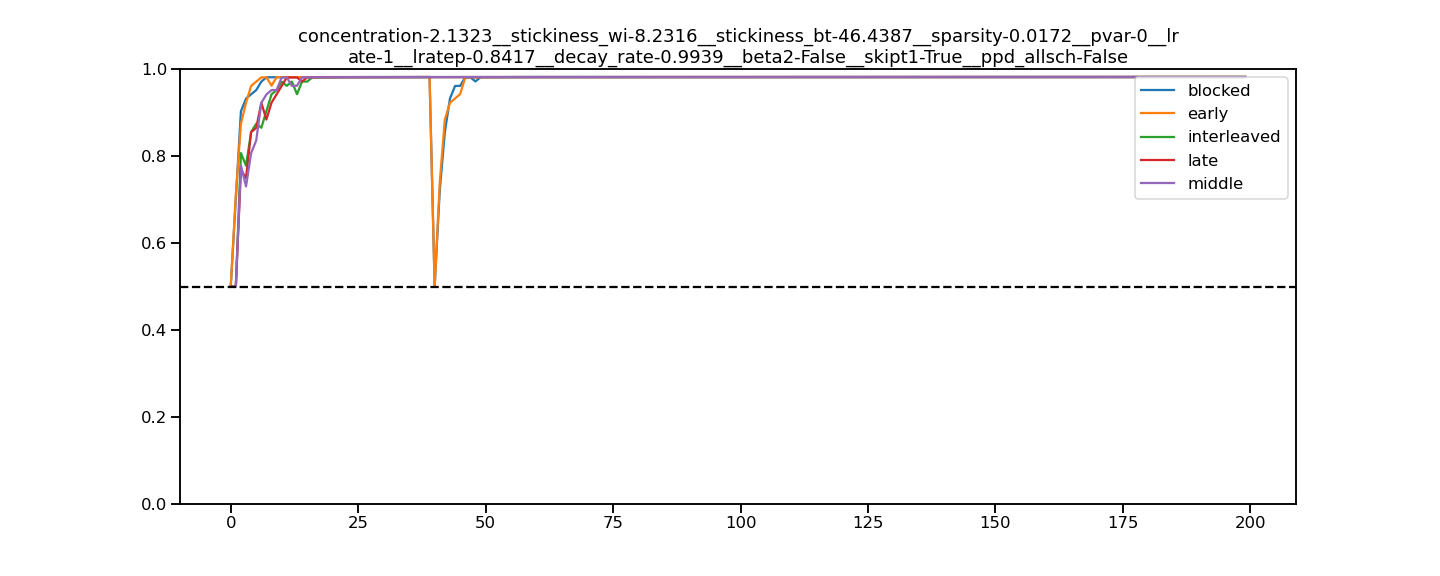 concentration-2.1323__stickiness_wi-8.2316__stickiness_bt-46.4387__sparsity-0.0172__pvar-0__lr
ate-1__lratep-0.8417__decay_rate-0.9939__beta2-False__skipt1-True__ppd_allsch-False
1.0
0.8
0.6
0.4
0.2
0.0
blocked
early
interleaved
late
middle
0 25 50 75 100 125 150 175 200